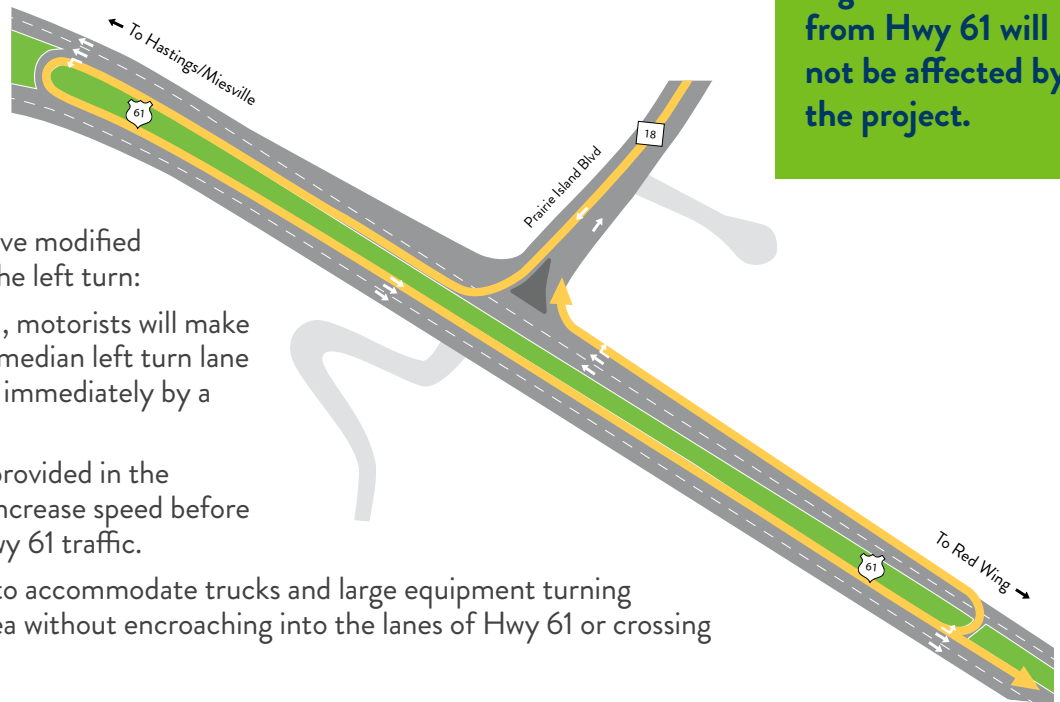 from Hwy 61 will
not be affected by
the project.
To Hastings/Miesville
61
18
Prairie Island Blvd
ve modified
he left turn:
, motorists will make
median left turn lane
immediately by a
provided in the
ncrease speed before
wy 61 traffic.
to accommodate trucks and large equipment turning
ea without encroaching into the lanes of Hwy 61 or crossing
To Red Wing
61